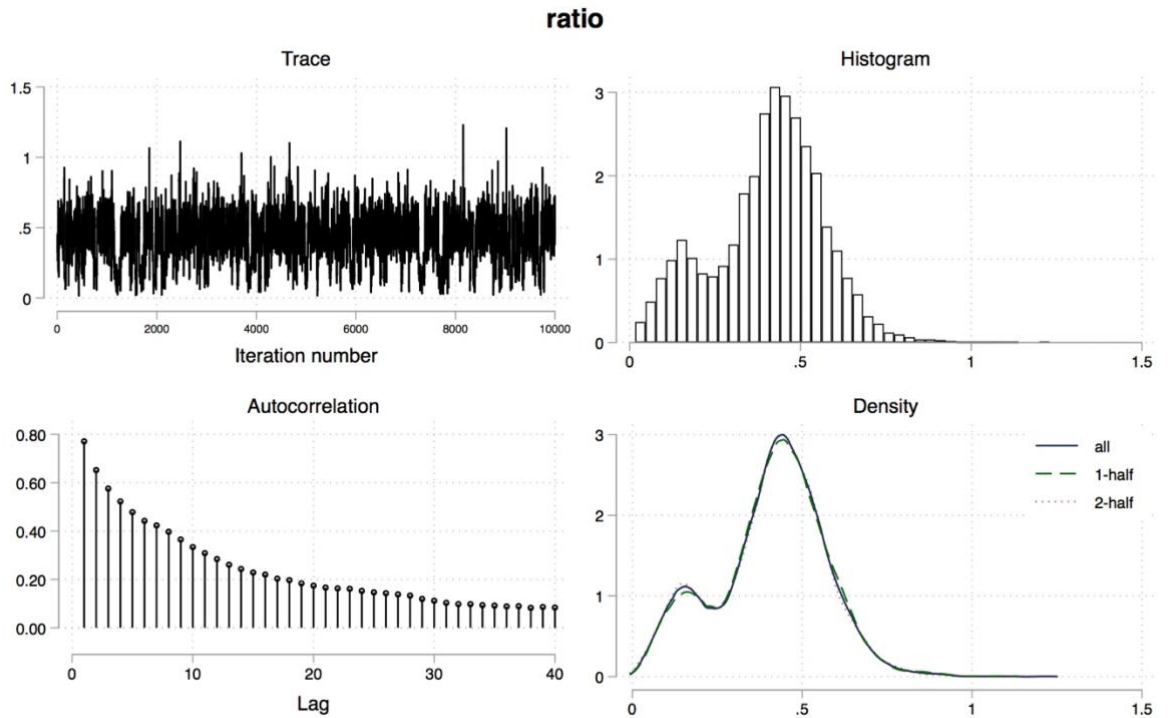 ratio
Trace
1.5
1
.5
0
0 2000 4000 6000 8000 10000
Iteration number
Histogram
3
2
1
0
0 .5 1 1.5
Autocorrelation
0.80
0.60
0.40
0.20
0.00
0 10 20 30 40
Lag
Density
3
2
1
0
0 .5 1 1.5
all
1-half
2-half